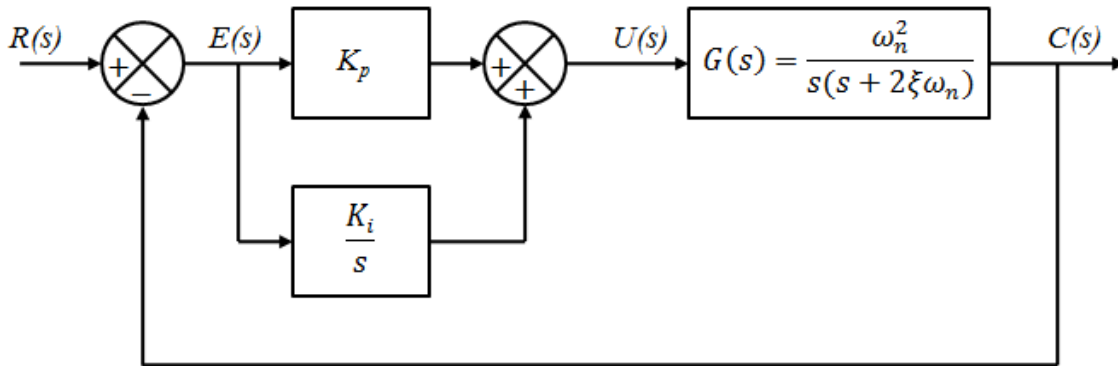 R(s)
E(s)
U(s)
C(s)
+
−
K_p
+
+
G(s) = ω_n^2 / s(s + 2ξω_n)
K_i / s